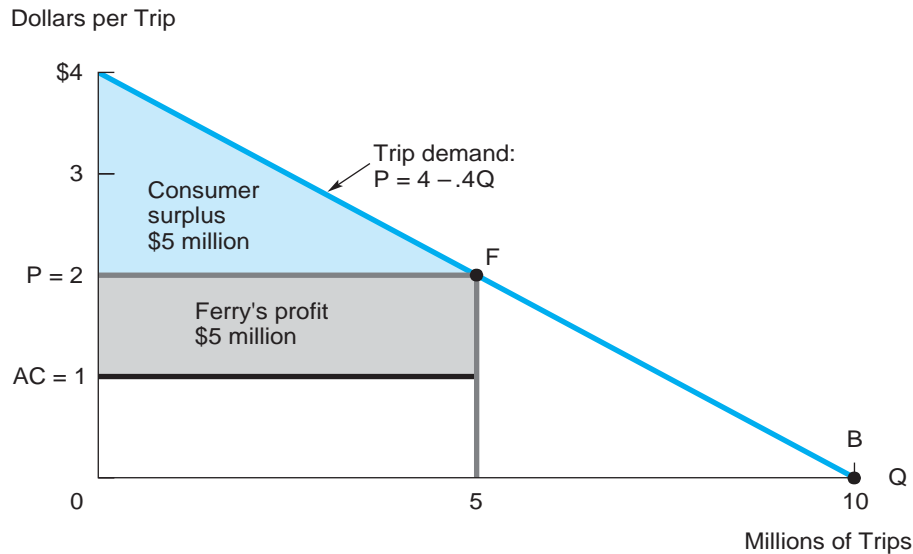 Dollars per Trip
$4
3
Trip demand:
P = 4 – .4Q
Consumer
surplus
$5 million
F
P = 2
Ferry's profit
$5 million
AC = 1
B
Q
0
5
10
Millions of Trips